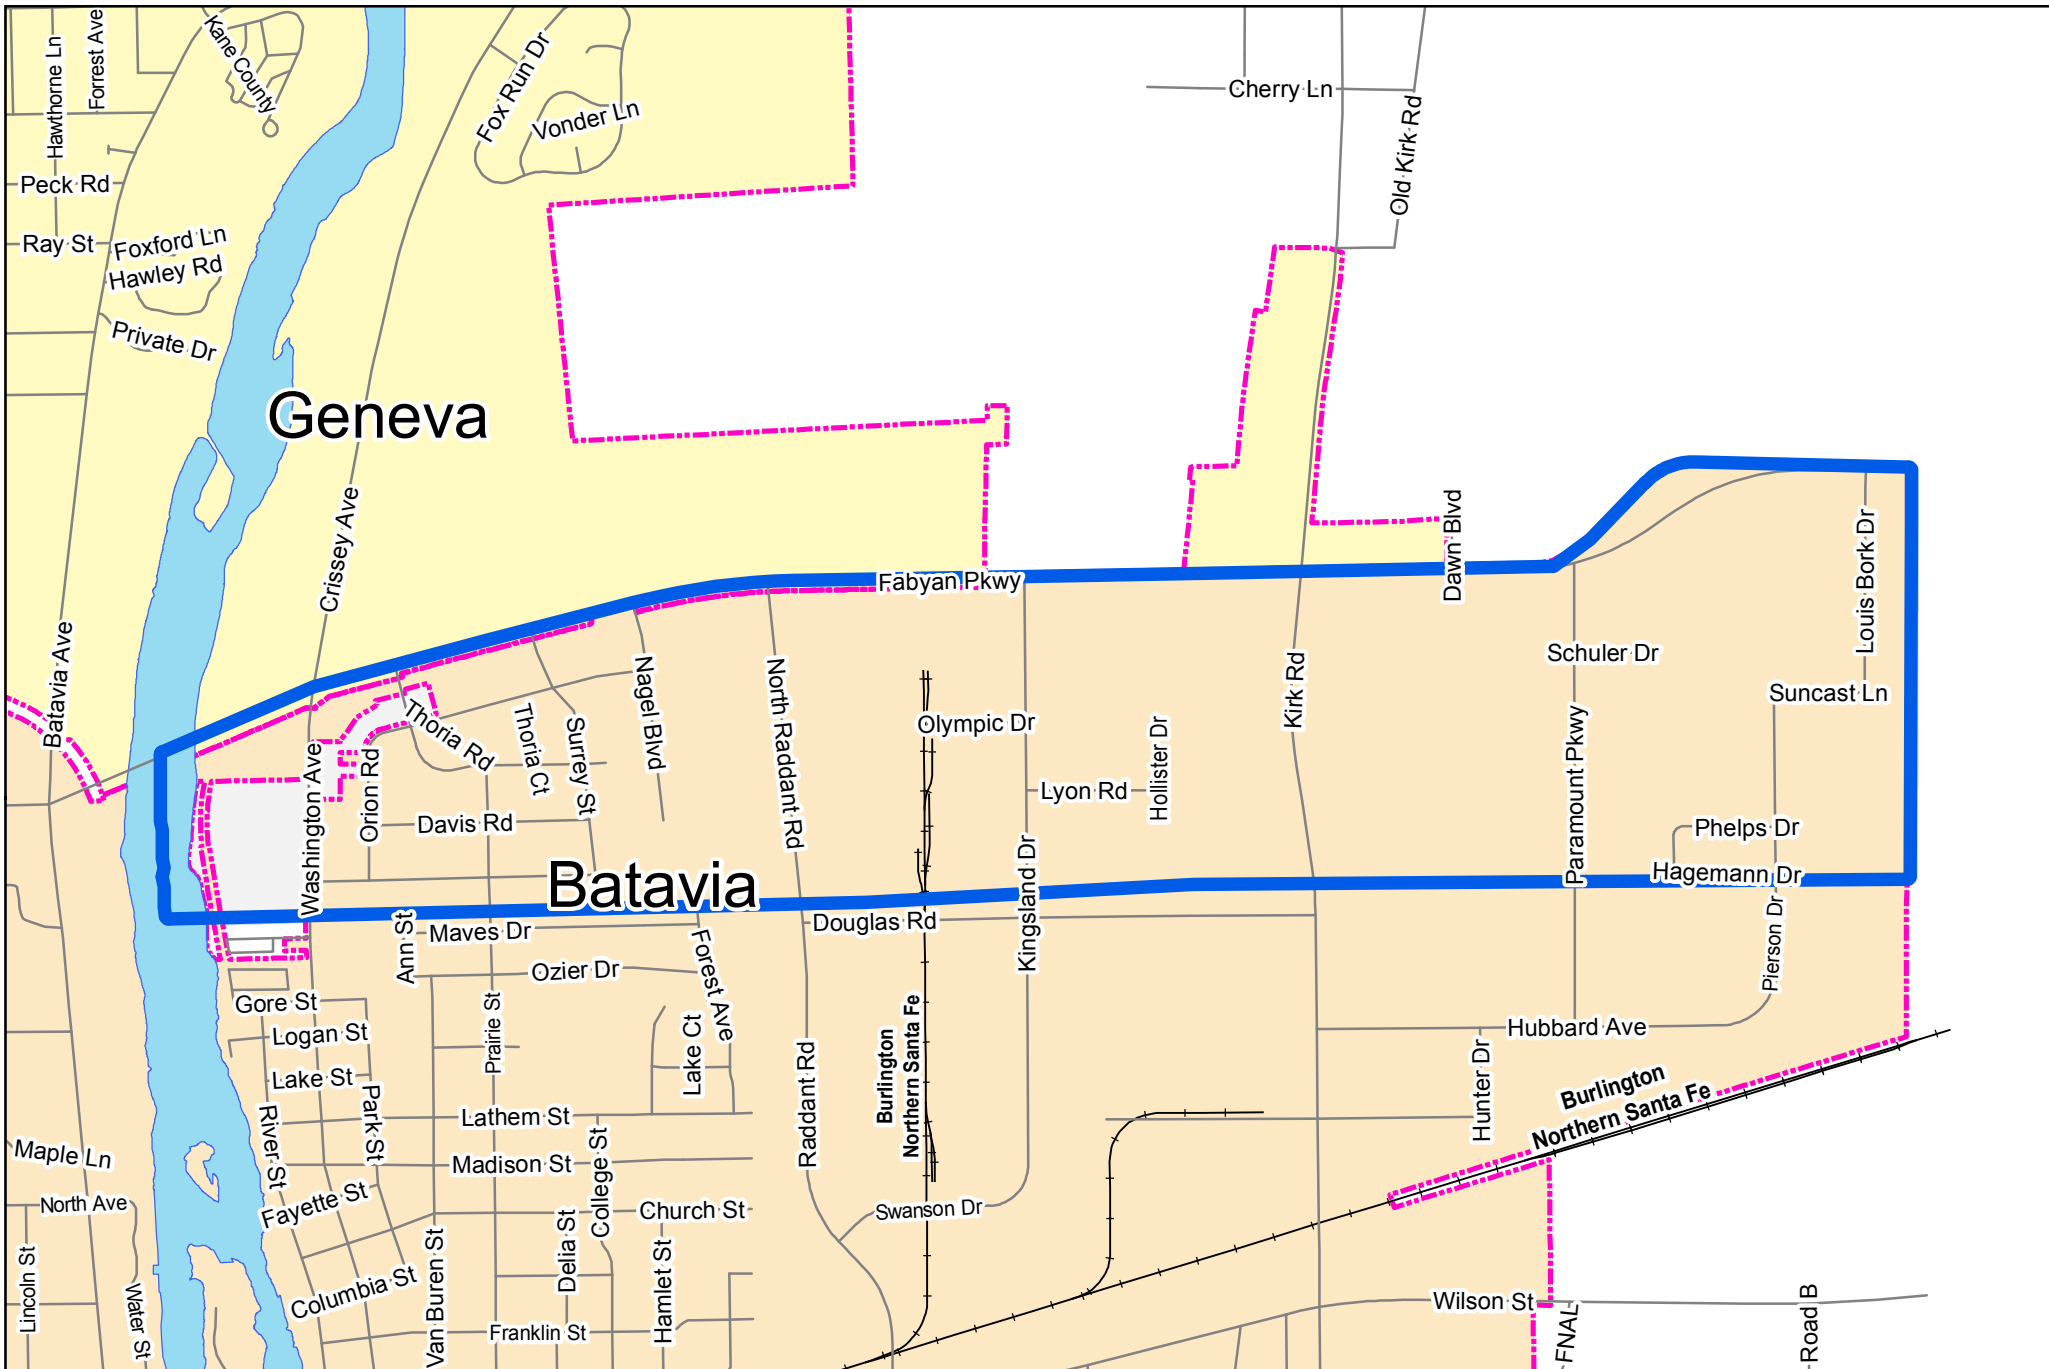 Hawthorne Ln
Forrest Ave
Kane County
Fox Run Dr
Vonder Ln
Cherry Ln
Old Kirk Rd
Peck Rd
Ray St
Foxford Ln
Hawley Rd
Private Dr
Geneva
Crissey Ave
Batavia Ave
Fabyan Pkwy
Dawn Blvd
Louis Bork Dr
Schuler Dr
Suncast Ln
Kirk Rd
Paramount Pkwy
Nagel Blvd
North Raddant Rd
Olympic Dr
Hollister Dr
Lyon Rd
Thoria Rd
Thoria Ct
Surrey St
Orion Rd
Washington Ave
Davis Rd
Phelps Dr
Hagemann Dr
Batavia
Kingsland Dr
Douglas Rd
Maves Dr
Ann St
Ozier Dr
Forest Ave
Pierson Dr
Prairie St
Gore St
Logan St
Lake St
Lake Ct
Park St
River St
Raddant Rd
Burlington
Northern Santa Fe
Hubbard Ave
Hunter Dr
Burlington
Northern Santa Fe
Lathem St
Madison St
College St
Maple Ln
North Ave
Fayette St
Church St
Swanson Dr
Delia St
Hamlet St
Van Buren St
Columbia St
Franklin St
Lincoln St
Water St
Wilson St
FNAL
Road B